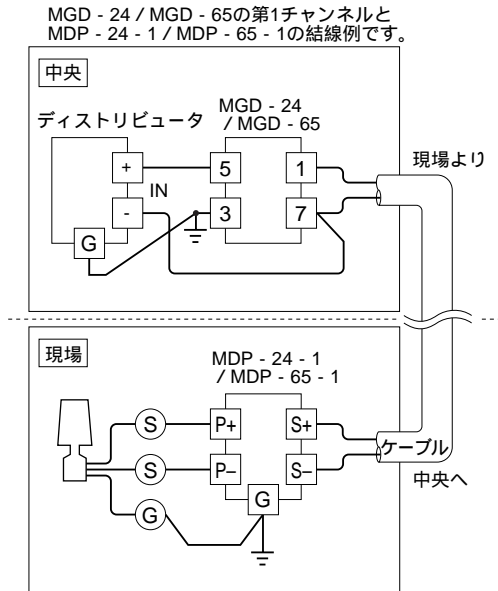 MGD - 24 / MGD - 65の第1チャンネルと
MDP - 24 - 1 / MDP - 65 - 1の結線例です。
中央
ディストリビュータ
MGD - 24
/ MGD - 65
現場より
+
IN
-
G
5
1
3
7
現場
MDP - 24 - 1
/ MDP - 65 - 1
S
P+
S+
S
P–
S–
G
G
ケーブル
中央へ